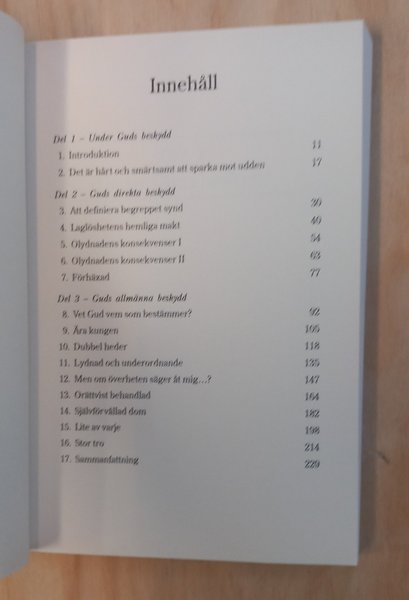 Innehåll
Del 1 – Under Guds beskydd
1. Introduktion 11
2. Det är hårt och smärtsamt att sparka mot udden 17
Del 2 – Guds direkta beskydd
3. Att definiera begreppet synd 30
4. Laglöshetens hemliga makt 40
5. Olydnadens konsekvenser I 54
6. Olydnadens konsekvenser II 63
7. Förhäxad 77
Del 3 – Guds allmänna beskydd
8. Vet Gud vem som bestämmer? 92
9. Ära kungen 105
10. Dubbel heder 118
11. Lydnad och underordnande 135
12. Men om överheten säger åt mig...? 147
13. Orättvist behandlad 164
14. Självförvållad dom 182
15. Lite av varje 198
16. Stor tro 214
17. Sammanfattning 229